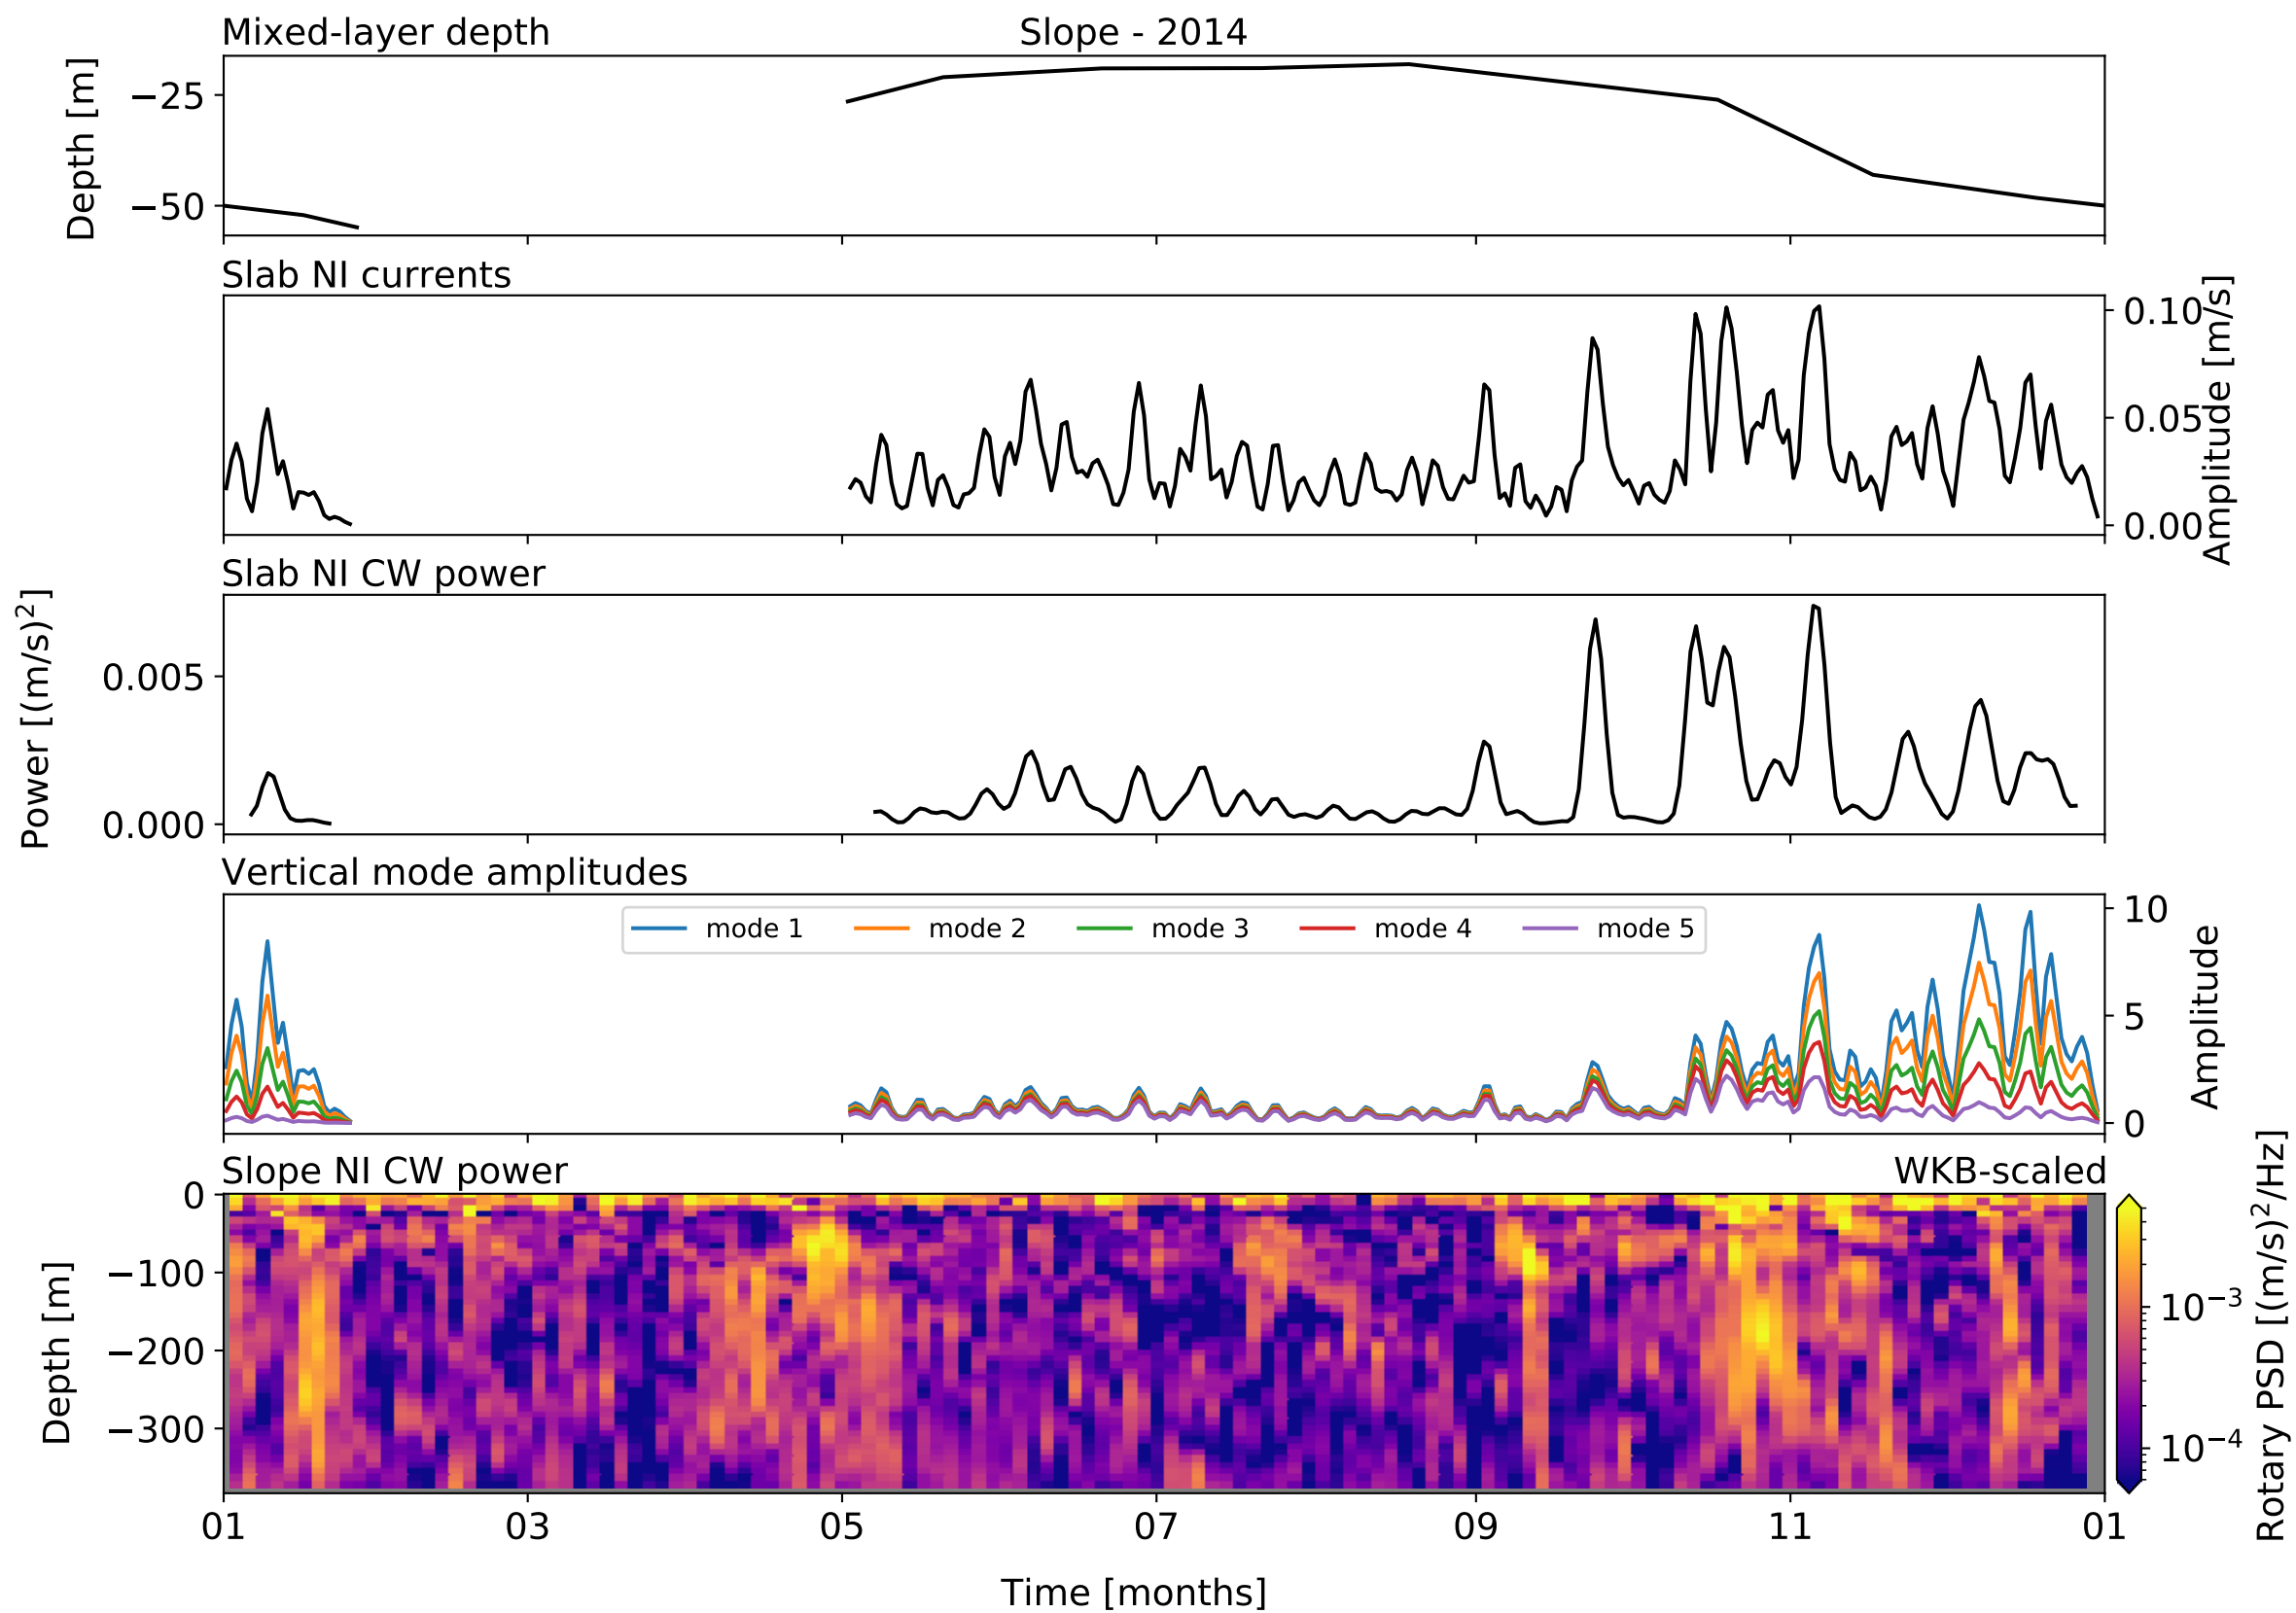 Mixed-layer depth
Slope - 2014
Depth [m]
−25
−50
Slab NI currents
0.10
0.05
0.00
Amplitude [m/s]
Slab NI CW power
Power [(m/s)²]
0.005
0.000
Vertical mode amplitudes
mode 1 mode 2 mode 3 mode 4 mode 5
10
5
0
Amplitude
Slope NI CW power
WKB-scaled
Depth [m]
0
−100
−200
−300
10⁻³
10⁻⁴
Rotary PSD [(m/s)²/Hz]
01 03 05 07 09 11 01
Time [months]